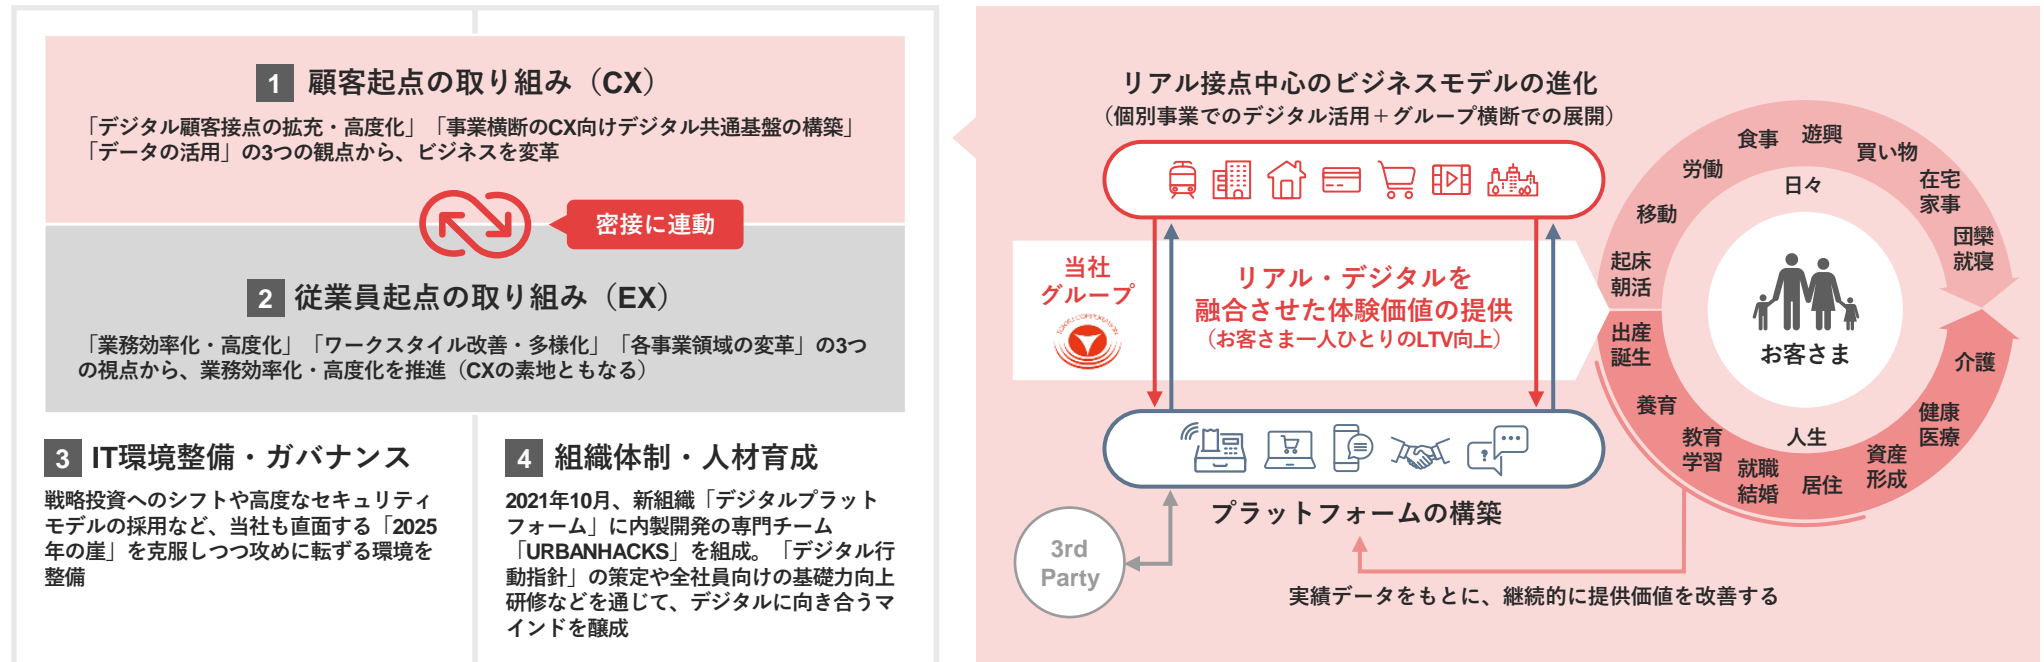 1 顧客起点の取り組み（CX）
「デジタル顧客接点の拡充・高度化」「事業横断のCX向けデジタル共通基盤の構築」
「データの活用」の3つの観点から、ビジネスを変革
密接に連動
2 従業員起点の取り組み（EX）
「業務効率化・高度化」「ワークスタイル改善・多様化」「各事業領域の変革」の3つ
の視点から、業務効率化・高度化を推進（CXの素地ともなる）
3 IT環境整備・ガバナンス
戦略投資へのシフトや高度なセキュリティ
モデルの採用など、当社も直面する「2025
年の崖」を克服しつつ攻めに転ずる環境を
整備
4 組織体制・人材育成
2021年10月、新組織「デジタルプラット
フォーム」に内製開発の専門チーム
「URBANHACKS」を組成。「デジタル行
動指針」の策定や全社員向けの基礎力向上
研修などを通じて、デジタルに向き合うマ
インドを醸成
リアル接点中心のビジネスモデルの進化
（個別事業でのデジタル活用＋グループ横断での展開）
当社
グループ
TOKYU CORPORATION
リアル・デジタルを
融合させた体験価値の提供
（お客さま一人ひとりのLTV向上）
?
プラットフォームの構築
3rd
Party
実績データをもとに、継続的に提供価値を改善する
日々
起床
朝活
移動
労働
食事
遊興
買い物
在宅
家事
団欒
就寝
お客さま
人生
出産
誕生
養育
教育
学習
就職
結婚
居住
資産
形成
健康
医療
介護